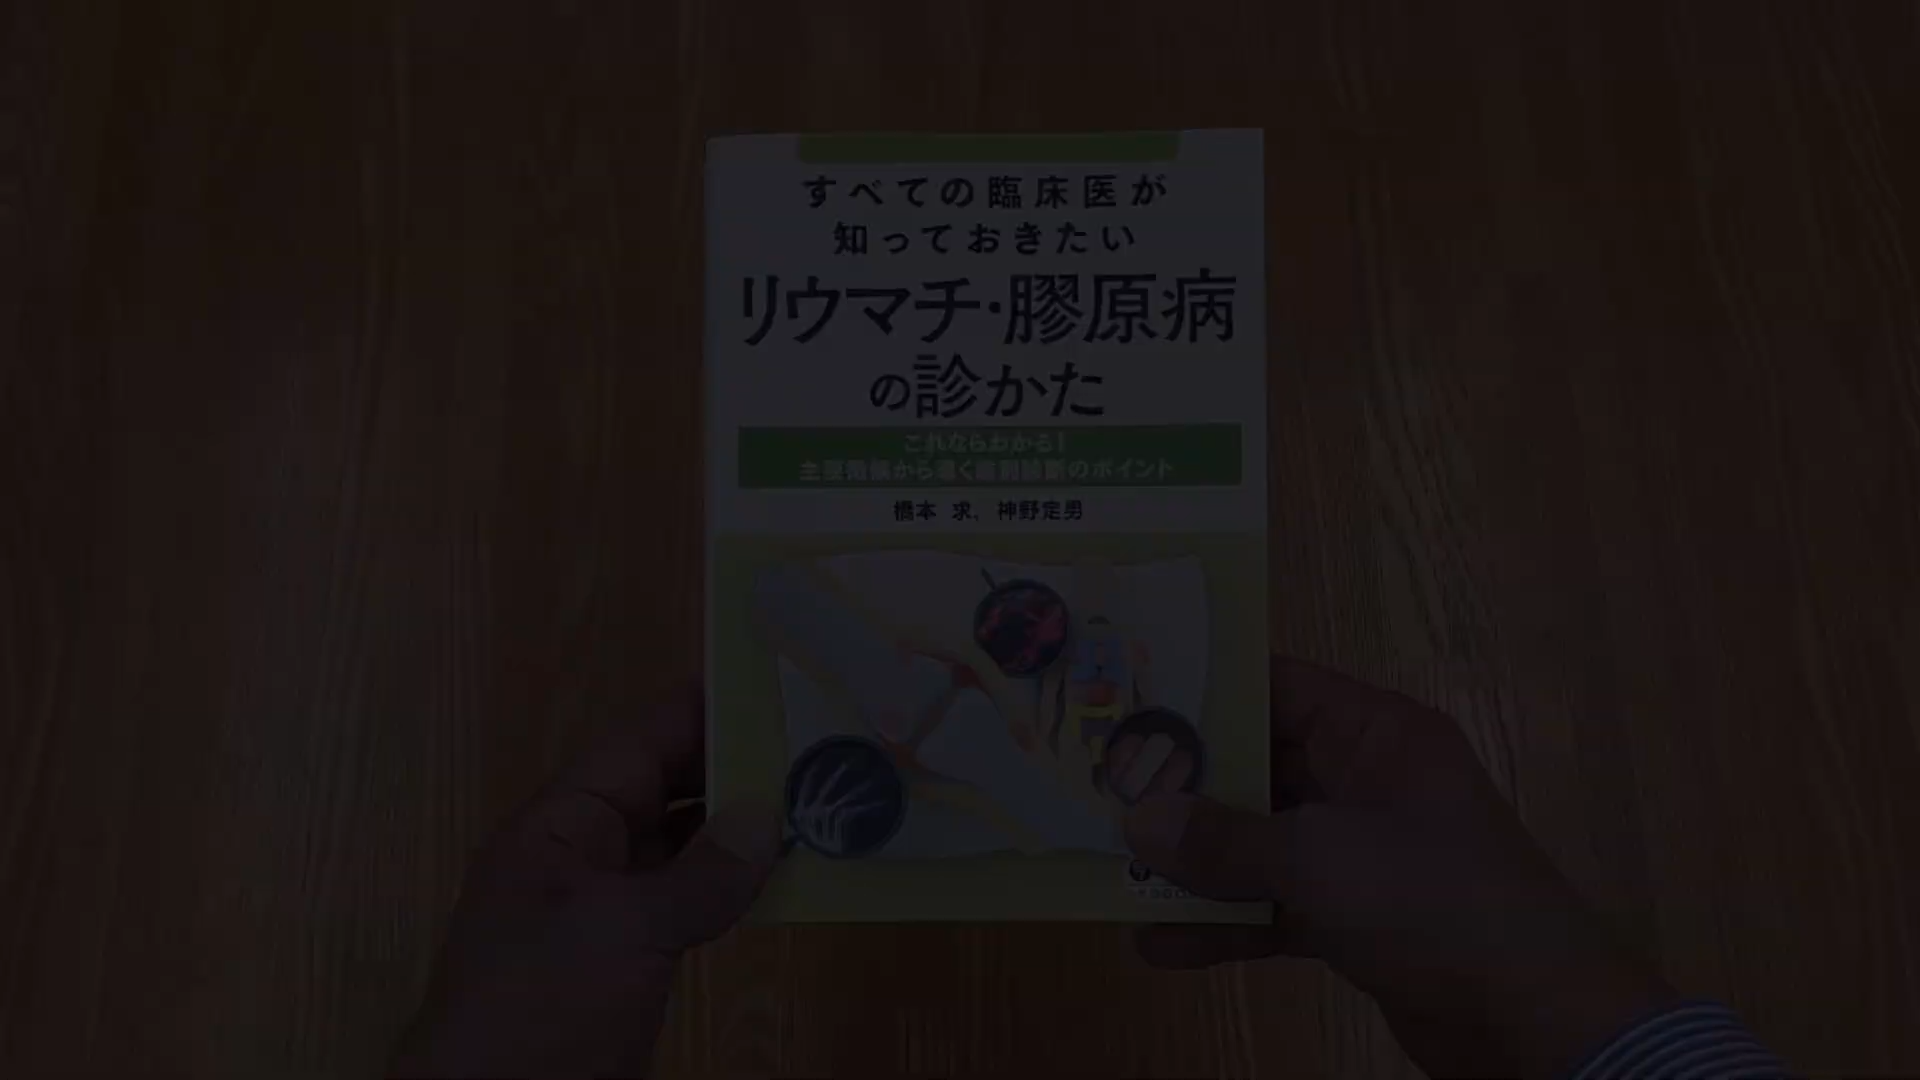 すべての臨床医が
知っておきたい
リウマチ・膠原病
の診かた
これならわかる!
主要徴候から導く鑑別診断のポイント
橋本 求, 神野定男